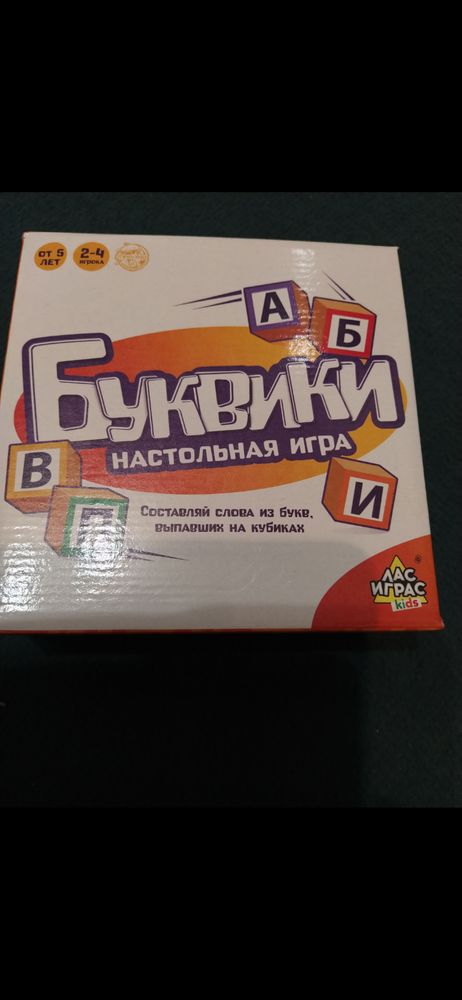 от 5
лет
2-4
игрока
А
Б
Буквики
настольная игра
В
Составляй слова из букв,
выпавших на кубиках
И
ЛАС
ИГРАС
kids
®